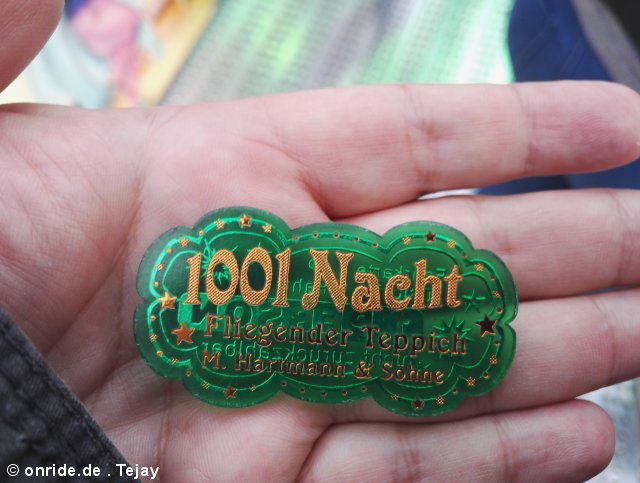 1001 Nacht
Fliegender Teppich
M. Hartmann & Söhne
© onride.de . Tejay